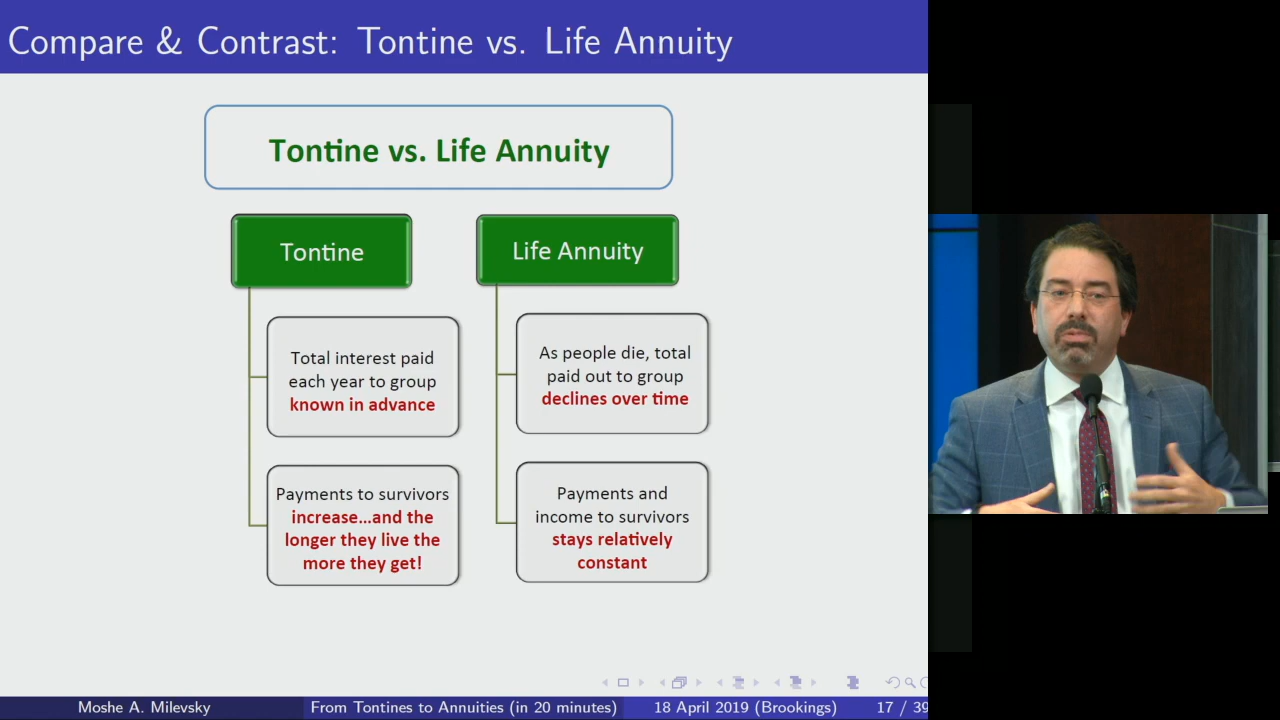 Compare & Contrast: Tontine vs. Life Annuity
Tontine vs. Life Annuity
Tontine
Total interest paid
each year to group
known in advance
Payments to survivors
increase...and the
longer they live the
more they get!
Life Annuity
As people die, total
paid out to group
declines over time
Payments and
income to survivors
stays relatively
constant
Moshe A. Milevsky
From Tontines to Annuities (in 20 minutes)
18 April 2019 (Brookings)
17 / 39